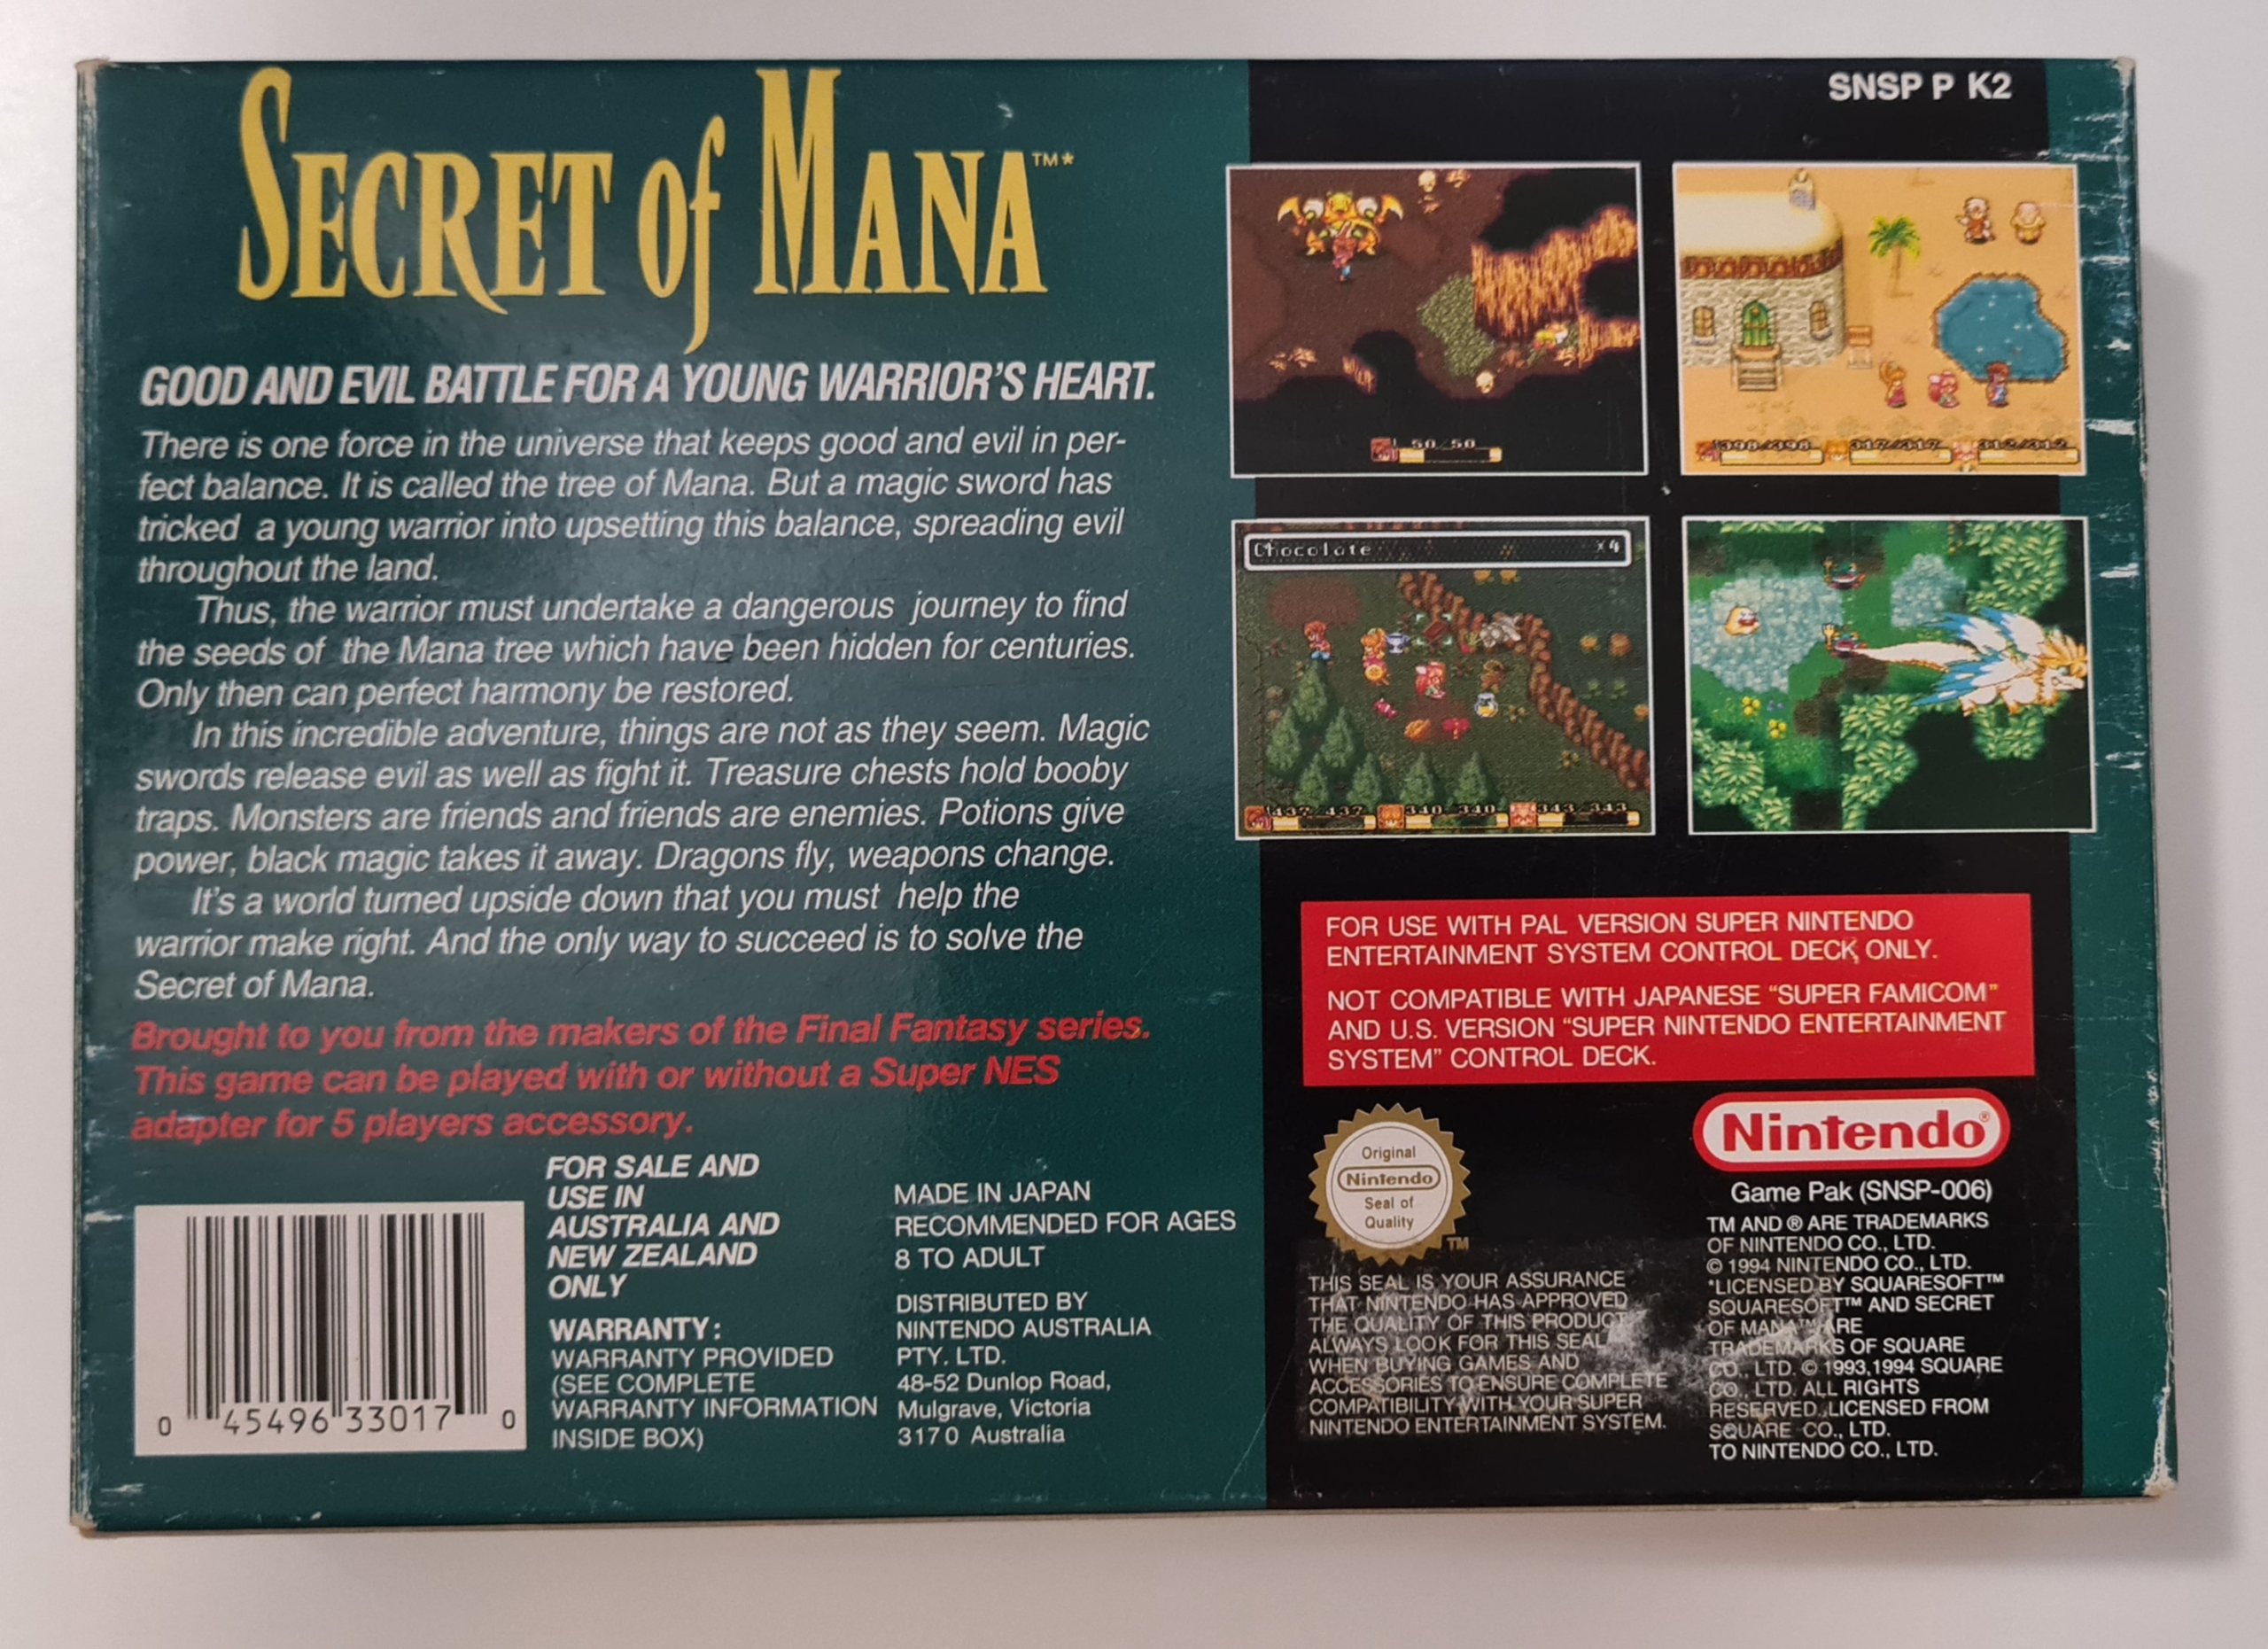 SECRET of MANA™*
GOOD AND EVIL BATTLE FOR A YOUNG WARRIOR'S HEART.
There is one force in the universe that keeps good and evil in per-
fect balance. It is called the tree of Mana. But a magic sword has
tricked a young warrior into upsetting this balance, spreading evil
throughout the land.
Thus, the warrior must undertake a dangerous journey to find
the seeds of the Mana tree which have been hidden for centuries.
Only then can perfect harmony be restored.
In this incredible adventure, things are not as they seem. Magic
swords release evil as well as fight it. Treasure chests hold booby
traps. Monsters are friends and friends are enemies. Potions give
power, black magic takes it away. Dragons fly, weapons change.
It's a world turned upside down that you must help the
warrior make right. And the only way to succeed is to solve the
Secret of Mana.
Brought to you from the makers of the Final Fantasy series.
This game can be played with or without a Super NES
adapter for 5 players accessory.
0 45496 33017 0
FOR SALE AND
USE IN
AUSTRALIA AND
NEW ZEALAND
ONLY
WARRANTY:
WARRANTY PROVIDED
(SEE COMPLETE
WARRANTY INFORMATION
INSIDE BOX)
MADE IN JAPAN
RECOMMENDED FOR AGES
8 TO ADULT
DISTRIBUTED BY
NINTENDO AUSTRALIA
PTY. LTD.
48-52 Dunlop Road,
Mulgrave, Victoria
3170 Australia
SNSP P K2
50/50
398/398 317/317 312/312
Chocolate x4
437/437 340/340 343/343
FOR USE WITH PAL VERSION SUPER NINTENDO
ENTERTAINMENT SYSTEM CONTROL DECK ONLY.
NOT COMPATIBLE WITH JAPANESE “SUPER FAMICOM”
AND U.S. VERSION “SUPER NINTENDO ENTERTAINMENT
SYSTEM” CONTROL DECK.
Original
Nintendo
Seal of
Quality
TM
THIS SEAL IS YOUR ASSURANCE
THAT NINTENDO HAS APPROVED
THE QUALITY OF THIS PRODUCT.
ALWAYS LOOK FOR THIS SEAL
WHEN BUYING GAMES AND
ACCESSORIES TO ENSURE COMPLETE
COMPATIBILITY WITH YOUR SUPER
NINTENDO ENTERTAINMENT SYSTEM.
Nintendo®
Game Pak (SNSP-006)
TM AND ® ARE TRADEMARKS
OF NINTENDO CO., LTD.
© 1994 NINTENDO CO., LTD.
*LICENSED BY SQUARESOFT™
SQUARESOFT™ AND SECRET
OF MANA™ ARE
TRADEMARKS OF SQUARE
CO., LTD. © 1993,1994 SQUARE
CO., LTD. ALL RIGHTS
RESERVED. LICENSED FROM
SQUARE CO., LTD.
TO NINTENDO CO., LTD.